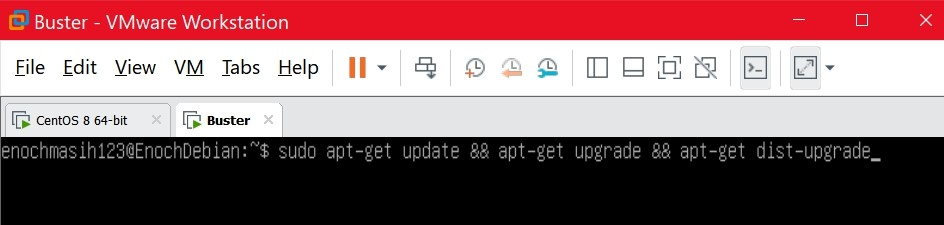 Buster - VMware Workstation
File Edit View VM Tabs Help
CentOS 8 64-bit Buster
enochmasih123@EnochDebian:~$ sudo apt-get update && apt-get upgrade && apt-get dist-upgrade_